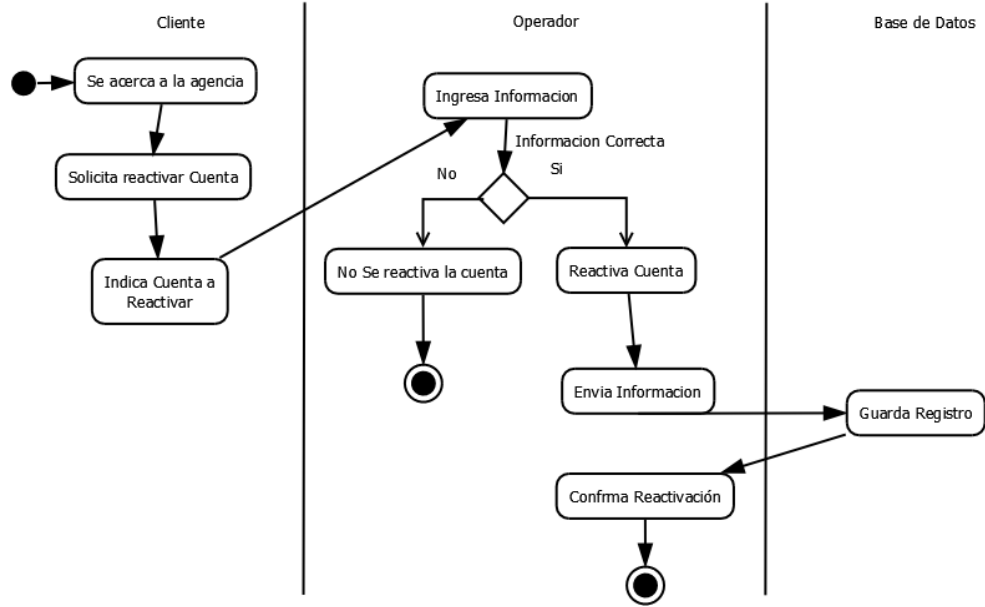 Cliente
Operador
Base de Datos
Se acerca a la agencia
Solicita reactivar Cuenta
Indica Cuenta a
Reactivar
Ingresa Informacion
Informacion Correcta
No
Si
No Se reactiva la cuenta
Reactiva Cuenta
Envia Informacion
Guarda Registro
Confrma Reactivación